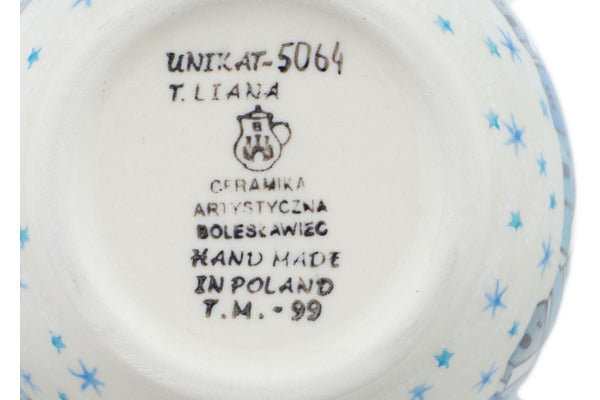 UNIKAT-5064
T. LIANA
B
CERAMIKA
ARTYSTYCZNA
BOLESŁAWIEC
HAND MADE
IN POLAND
T.M. - 99